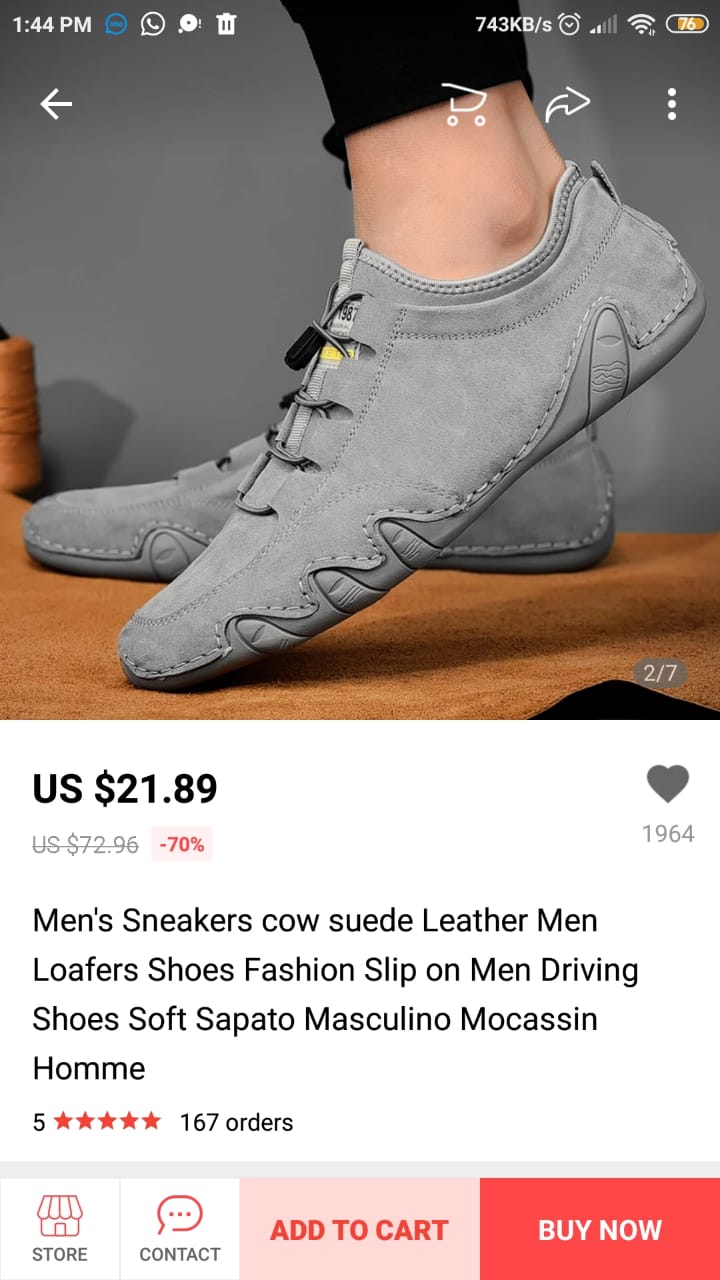 1:44 PM
743KB/s
76
1987
2/7
US $21.89
US $72.96 -70%
1964
Men's Sneakers cow suede Leather Men
Loafers Shoes Fashion Slip on Men Driving
Shoes Soft Sapato Masculino Mocassin
Homme
5 167 orders
STORE
CONTACT
ADD TO CART
BUY NOW